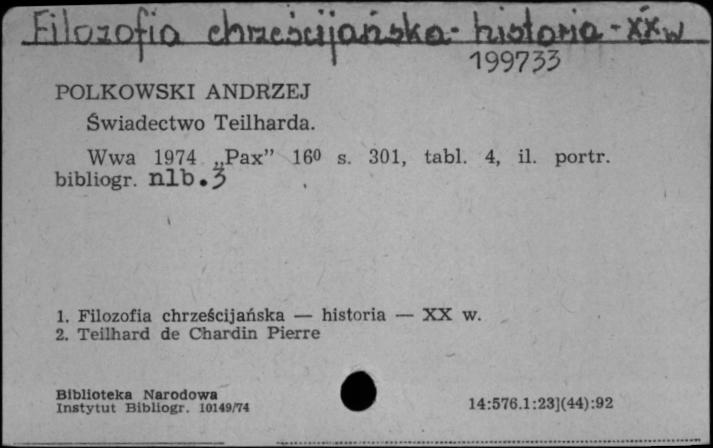 Filozofia chrześcijańska - historia - XX w
199733
POLKOWSKI ANDRZEJ
Świadectwo Teilharda.
Wwa 1974 „Pax” 16⁰ s. 301, tabl. 4, il. portr.
bibliogr. nlb. 3
1. Filozofia chrześcijańska — historia — XX w.
2. Teilhard de Chardin Pierre
Biblioteka Narodowa
Instytut Bibliogr. 10149/74
14:576.1:23](44):92